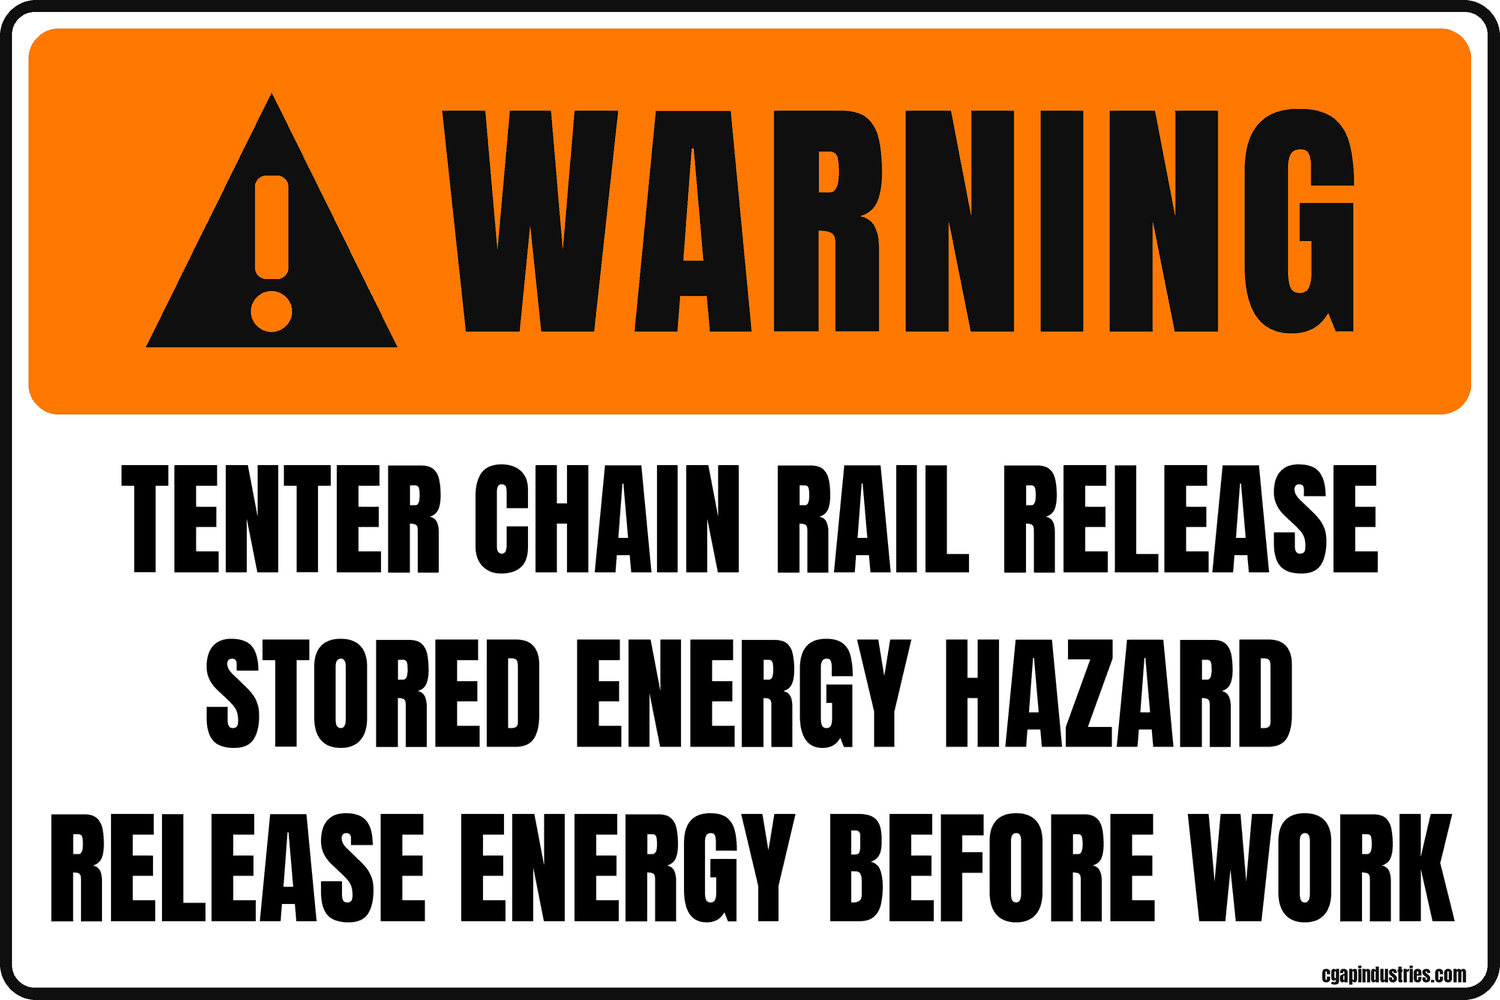 WARNING
TENTER CHAIN RAIL RELEASE
STORED ENERGY HAZARD
RELEASE ENERGY BEFORE WORK
cgapindustries.com